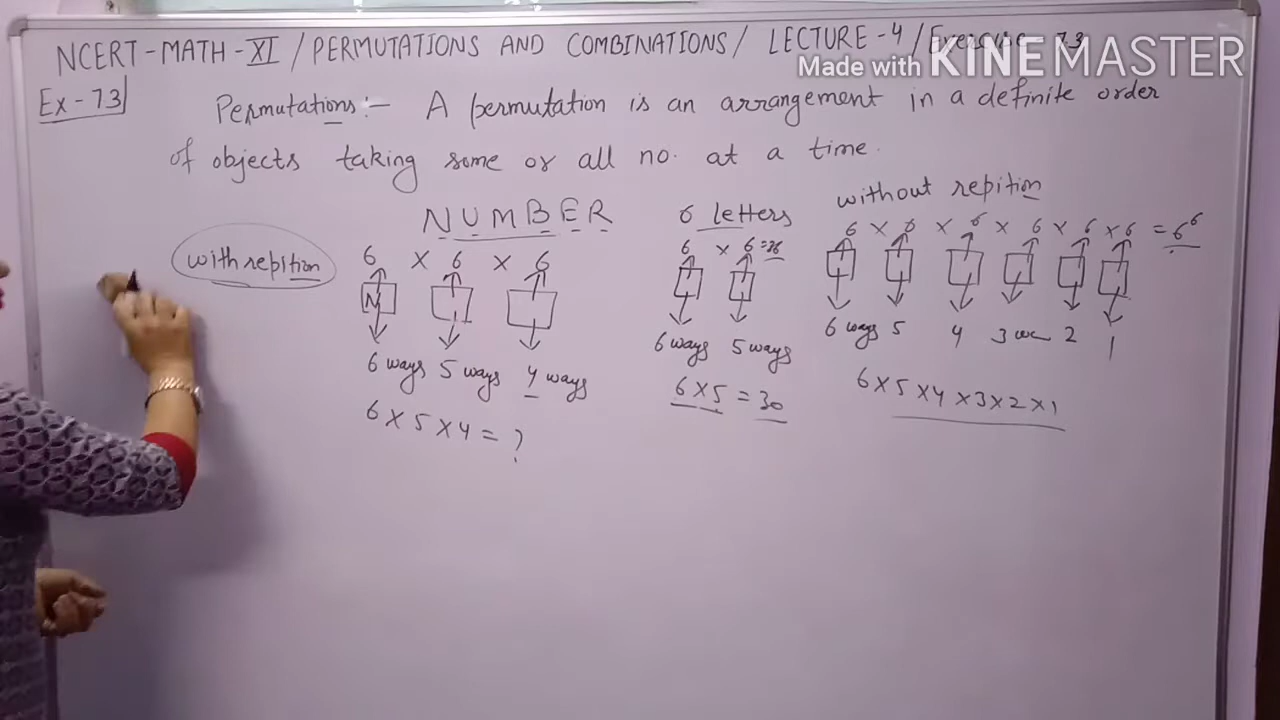 NCERT-MATH-XI / PERMUTATIONS AND COMBINATIONS / LECTURE-4 / Exercise 7.3
Made with KINEMASTER
Ex-7.3
Permutations:- A permutation is an arrangement in a definite order
of objects taking some or all no. at a time.
without repition
NUMBER
6 letters
with repition
6 × 6 × 6
6 × 6 = 36
6 × 6 × 6 × 6 × 6 × 6 = 6⁶
N
6 ways 5 ways 4 ways
6 ways 5 ways
6 ways 5 4 3 2 1
6 × 5 × 4 = ?
6 × 5 = 30
6 × 5 × 4 × 3 × 2 × 1